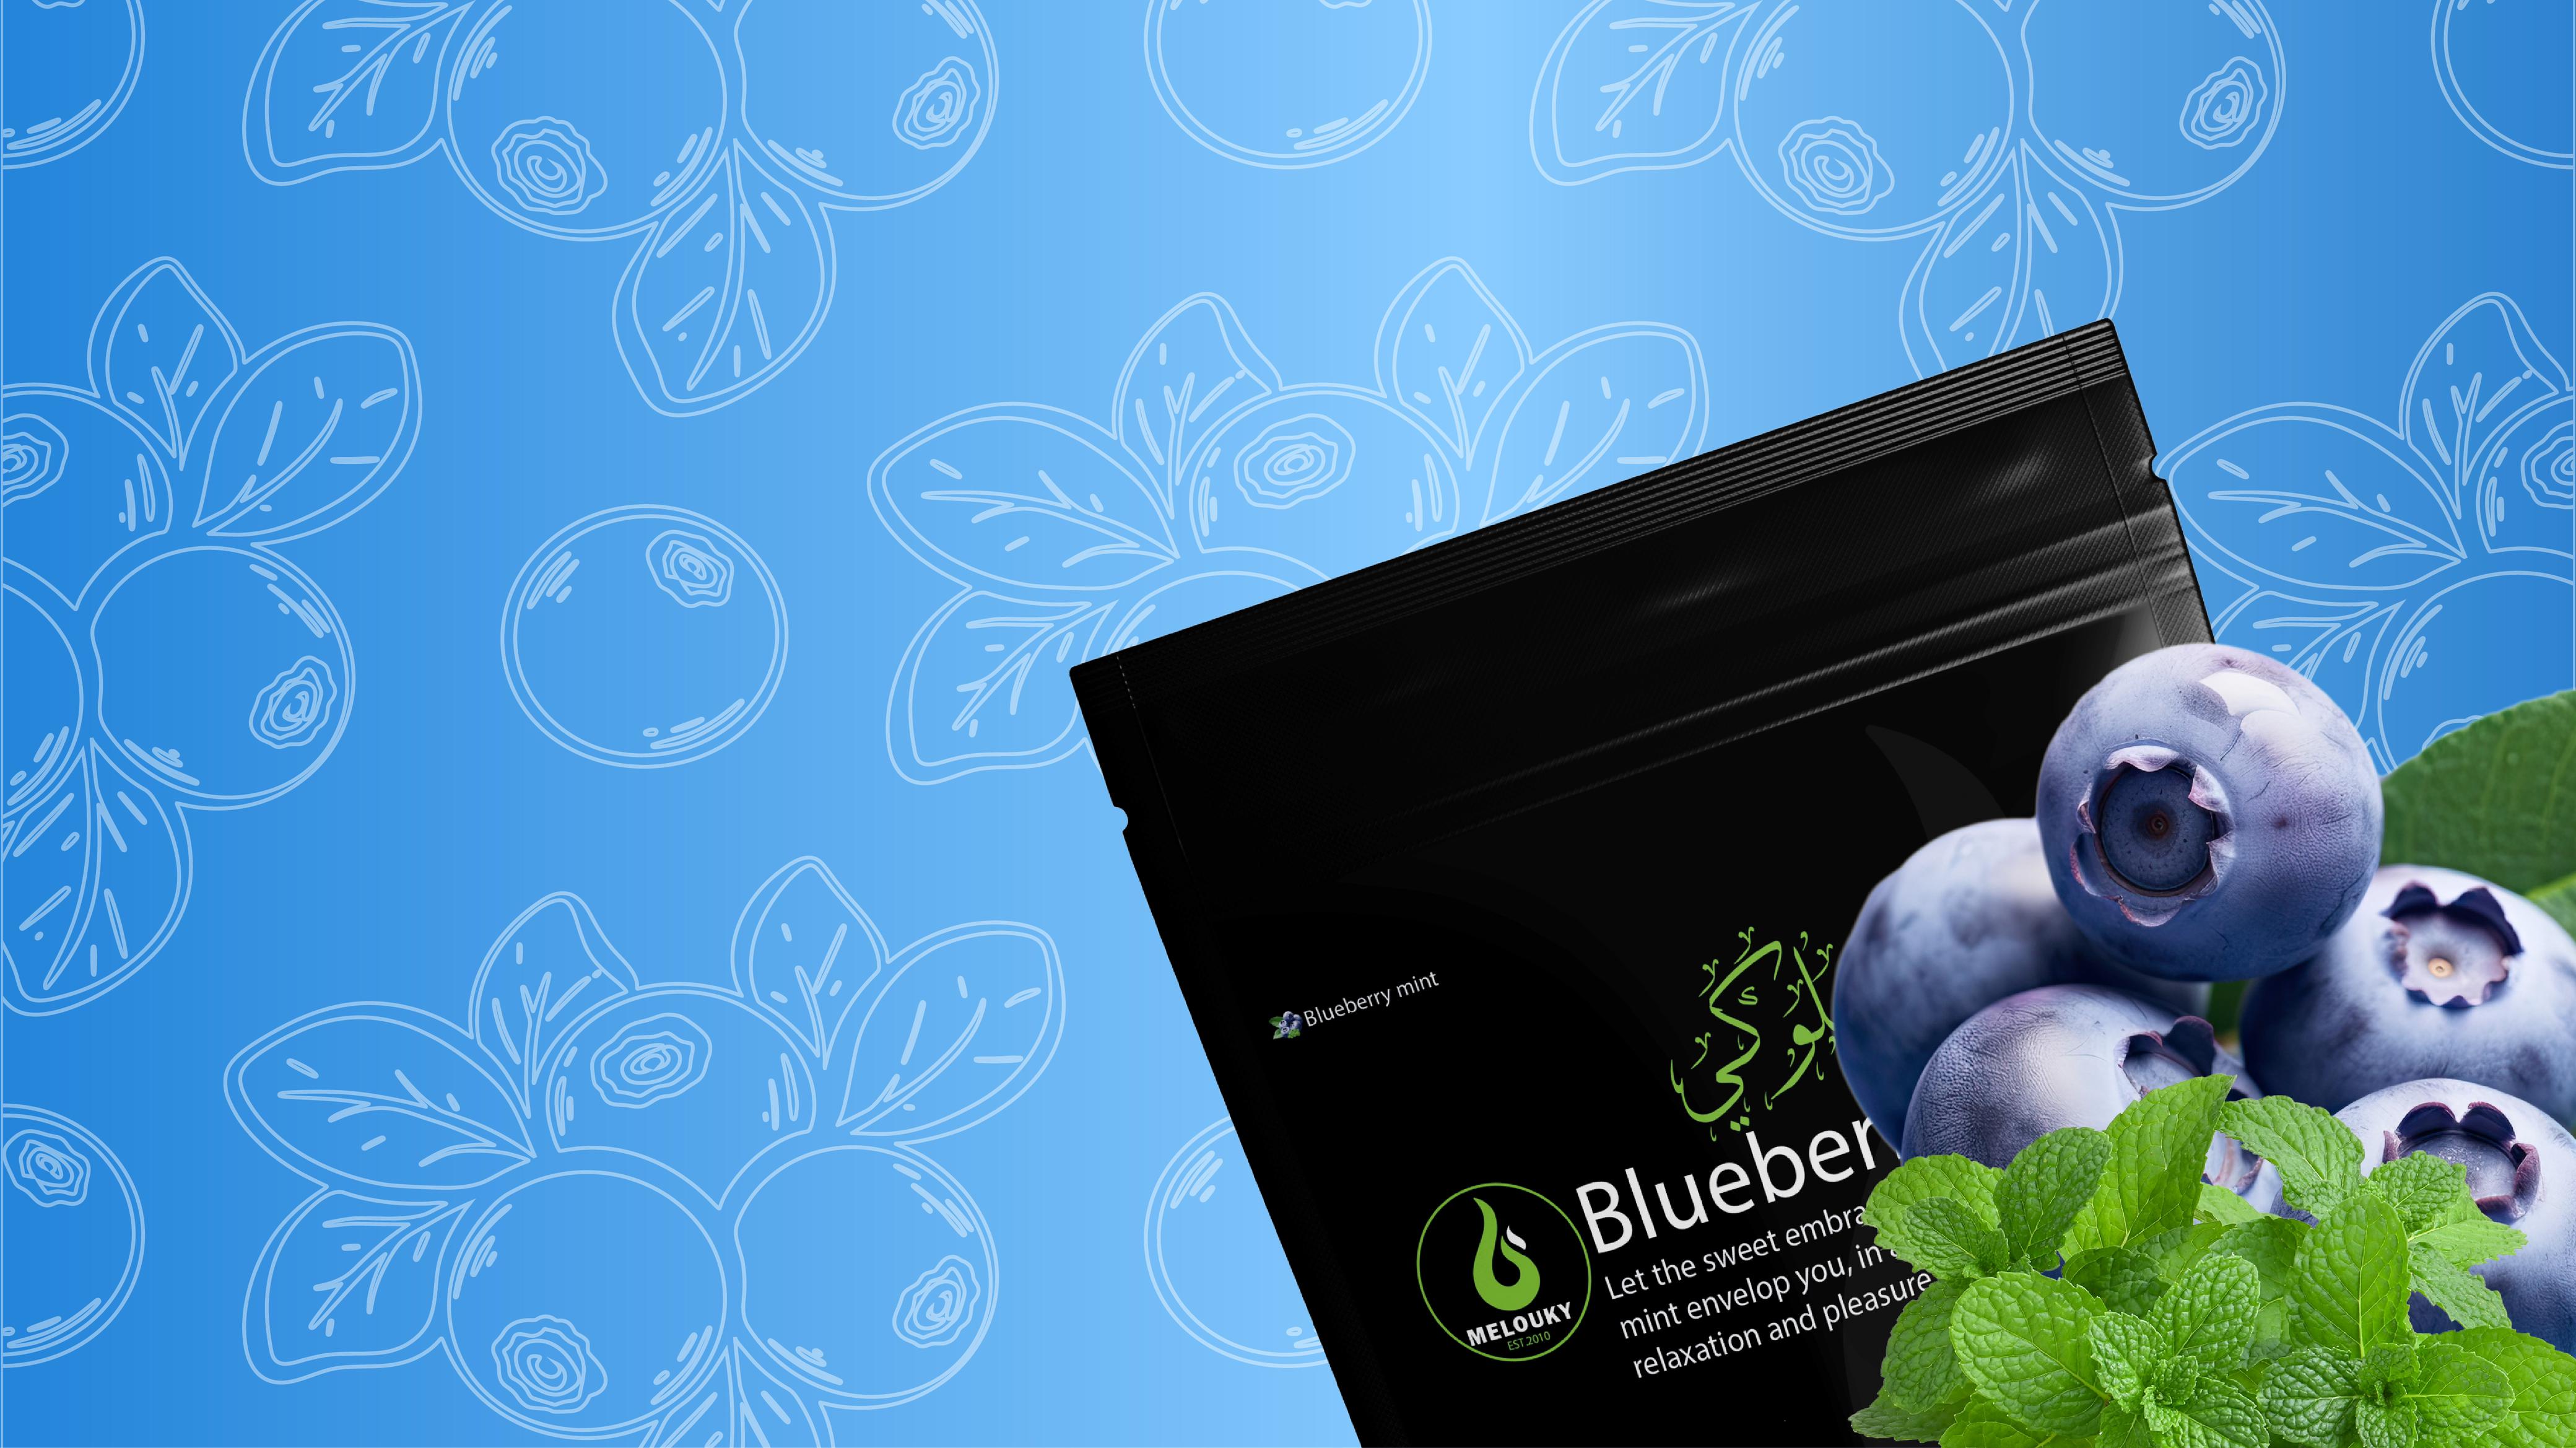 Blueberry mint
لوكي
Blueber
MELOUKY
EST.2010
Let the sweet embra
mint envelop you, in
relaxation and pleasure